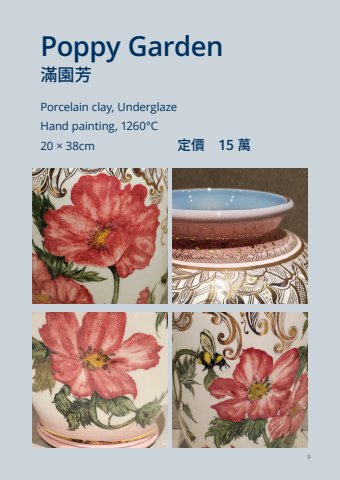 Poppy Garden
滿園芳
Porcelain clay, Underglaze
Hand painting, 1260°C
20 × 38cm 定價 15 萬
9